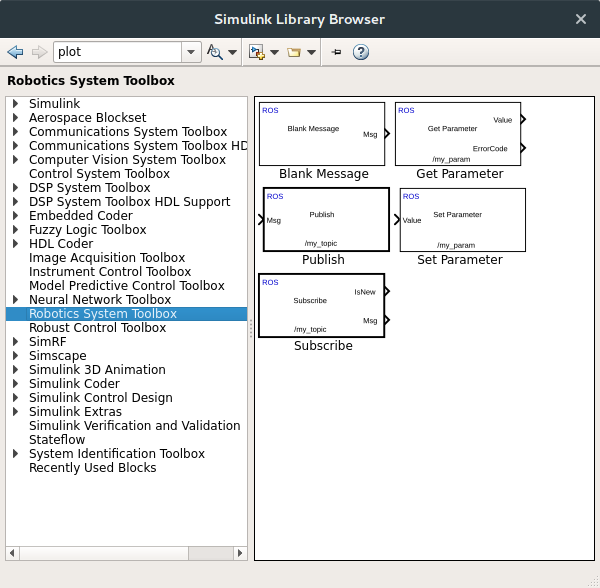 Simulink Library Browser
plot
Robotics System Toolbox
Simulink
Aerospace Blockset
Communications System Toolbox
Communications System Toolbox HD
Computer Vision System Toolbox
Control System Toolbox
DSP System Toolbox
DSP System Toolbox HDL Support
Embedded Coder
Fuzzy Logic Toolbox
HDL Coder
Image Acquisition Toolbox
Instrument Control Toolbox
Model Predictive Control Toolbox
Neural Network Toolbox
Robotics System Toolbox
Robust Control Toolbox
SimRF
Simscape
Simulink 3D Animation
Simulink Coder
Simulink Control Design
Simulink Extras
Simulink Verification and Validation
Stateflow
System Identification Toolbox
Recently Used Blocks
ROS
Blank Message
Msg
Blank Message
ROS
Value
Get Parameter
ErrorCode
/my_param
Get Parameter
ROS
Publish
Msg
/my_topic
Publish
ROS
Set Parameter
Value
/my_param
Set Parameter
ROS
IsNew
Subscribe
Msg
/my_topic
Subscribe